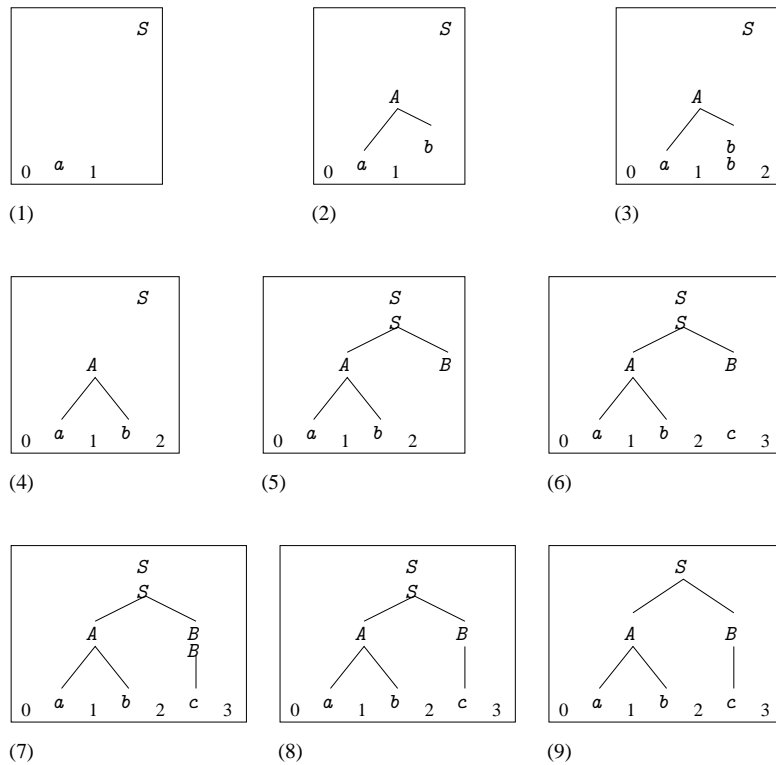 S
0 a 1
(1)
S
A
b
0 a 1
(2)
S
A
b
0 a 1 b 2
(3)
S
A
0 a 1 b 2
(4)
S
S
A B
0 a 1 b 2
(5)
S
S
A B
0 a 1 b 2 c 3
(6)
S
S
A B
B
0 a 1 b 2 c 3
(7)
S
S
A B
0 a 1 b 2 c 3
(8)
S
A B
0 a 1 b 2 c 3
(9)